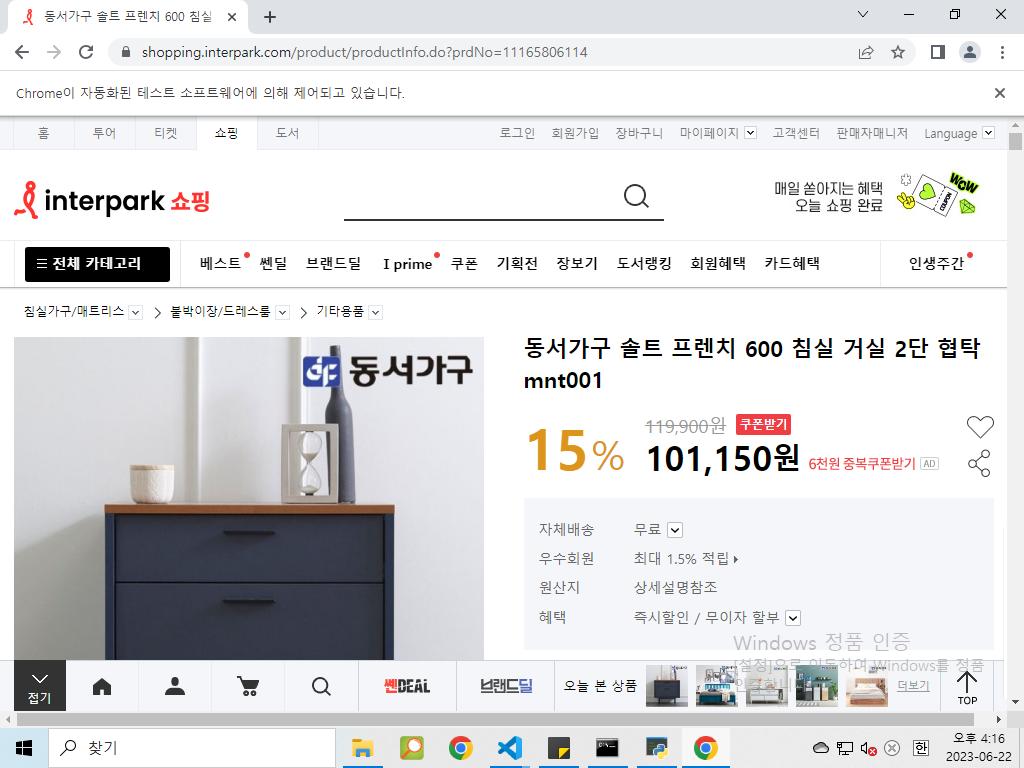 동서가구 솔트 프렌치 600 침실
shopping.interpark.com/product/productInfo.do?prdNo=11165806114
Chrome이 자동화된 테스트 소프트웨어에 의해 제어되고 있습니다.
홈 투어 티켓 쇼핑 도서 로그인 회원가입 장바구니 마이페이지 고객센터 판매자매니저 Language
interpark 쇼핑
매일 쏟아지는 혜택
오늘 쇼핑 완료
WOW
COUPON
전체 카테고리 베스트 쎈딜 브랜드딜 I prime 쿠폰 기획전 장보기 도서랭킹 회원혜택 카드혜택 인생주간
침실가구/매트리스 > 붙박이장/드레스룸 > 기타용품
동서가구
동서가구 솔트 프렌치 600 침실 거실 2단 협탁
mnt001
15% 119,900원 쿠폰받기
101,150원 6천원 중복쿠폰받기 AD
자체배송 무료
우수회원 최대 1.5% 적립
원산지 상세설명참조
혜택 즉시할인 / 무이자 할부
Windows 정품 인증
[설정]으로 이동하여 Windows를 정품
인증합니다.
접기 쎈DEAL 브랜드딜 오늘 본 상품 더보기 TOP
찾기 한 오후 4:16
2023-06-22